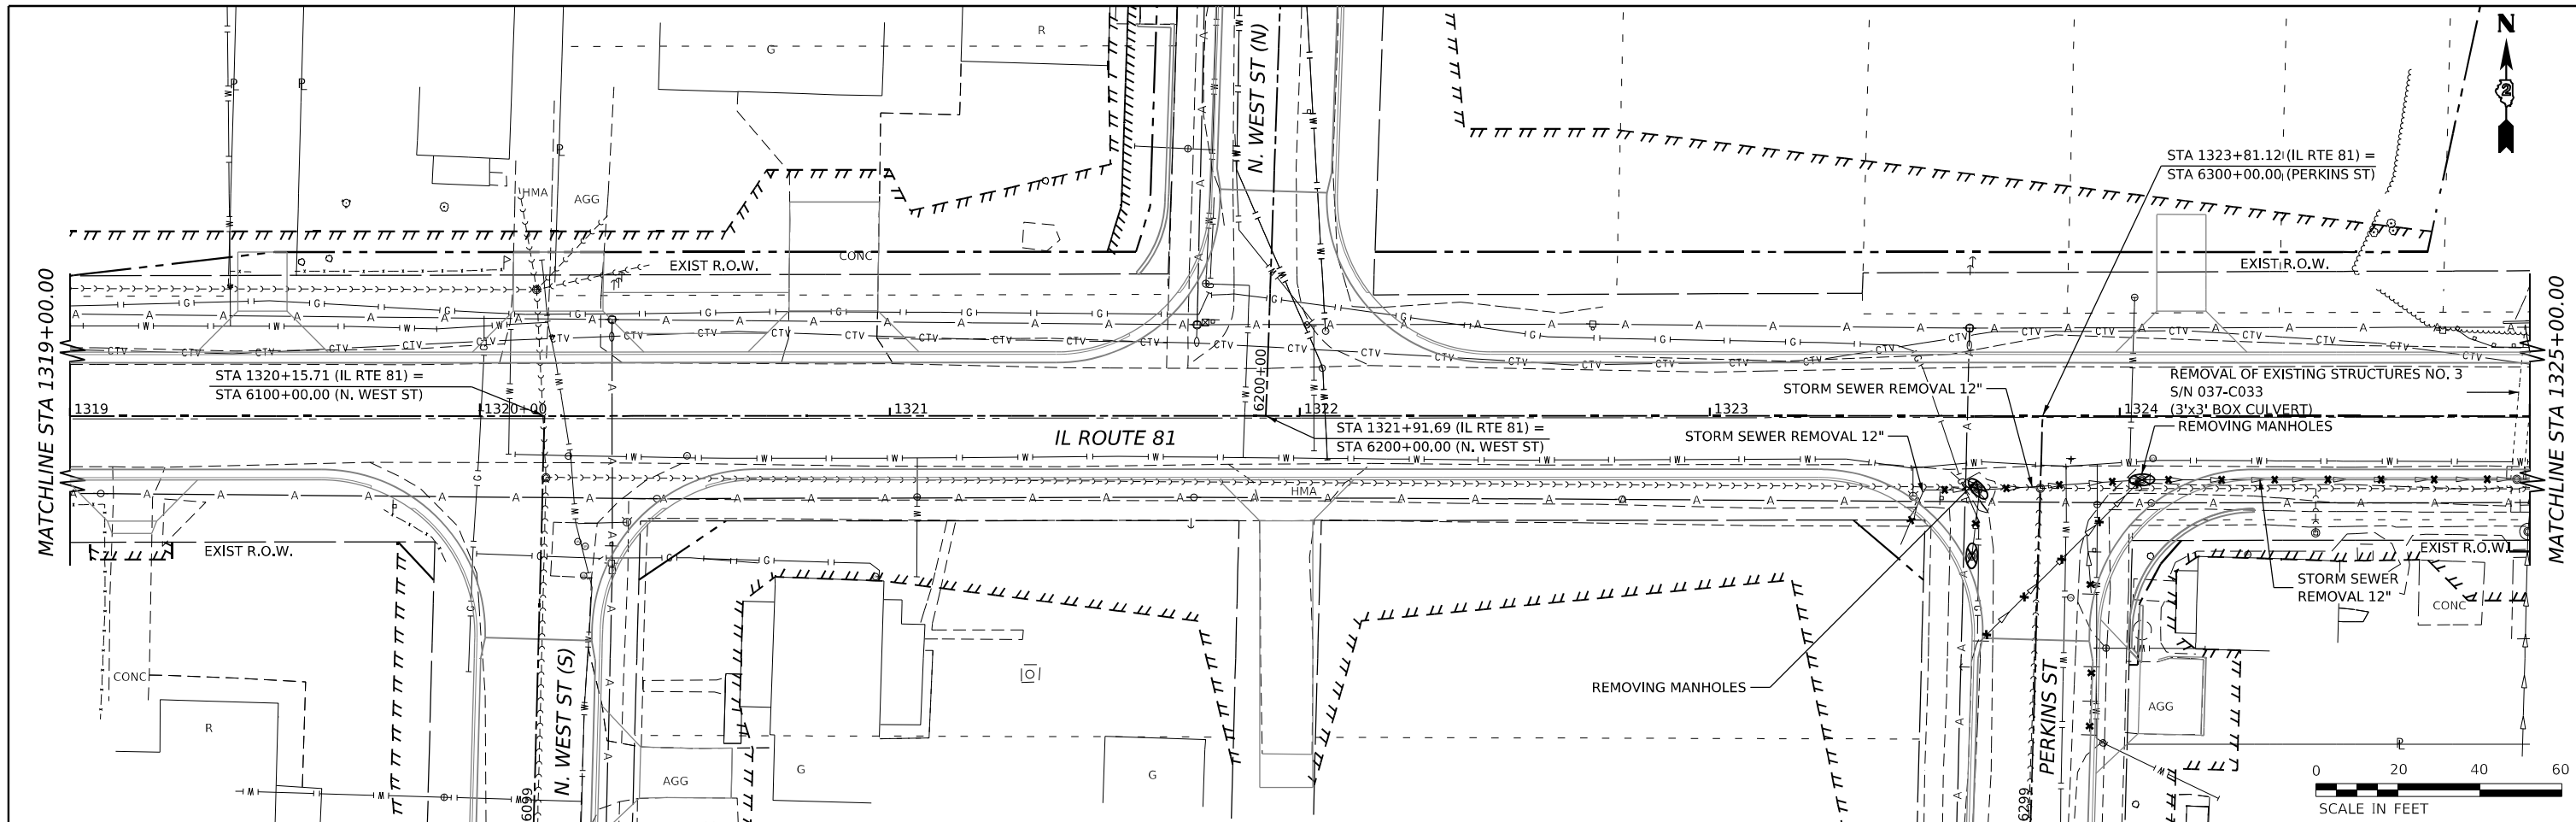 R
G
N
2
N. WEST ST (N)
STA 1323+81.12 (IL RTE 81) =
STA 6300+00.00 (PERKINS ST)
HMA
AGG
EXIST R.O.W.
CONC
EXIST R.O.W.
MATCHLINE STA 1319+00.00
MATCHLINE STA 1325+00.00
STA 1320+15.71 (IL RTE 81) =
STA 6100+00.00 (N. WEST ST)
6200+00
STORM SEWER REMOVAL 12"
REMOVAL OF EXISTING STRUCTURES NO. 3
S/N 037-C033
(3'x3' BOX CULVERT)
1319
1320+00
1321
1322
1323
1324
IL ROUTE 81
STA 1321+91.69 (IL RTE 81) =
STA 6200+00.00 (N. WEST ST)
STORM SEWER REMOVAL 12"
REMOVING MANHOLES
HMA
EXIST R.O.W.
EXIST R.O.W.
STORM SEWER
REMOVAL 12"
CONC
CONC
N. WEST ST (S)
REMOVING MANHOLES
PERKINS ST
AGG
R
AGG
G
G
6099
6299
0 20 40 60
SCALE IN FEET